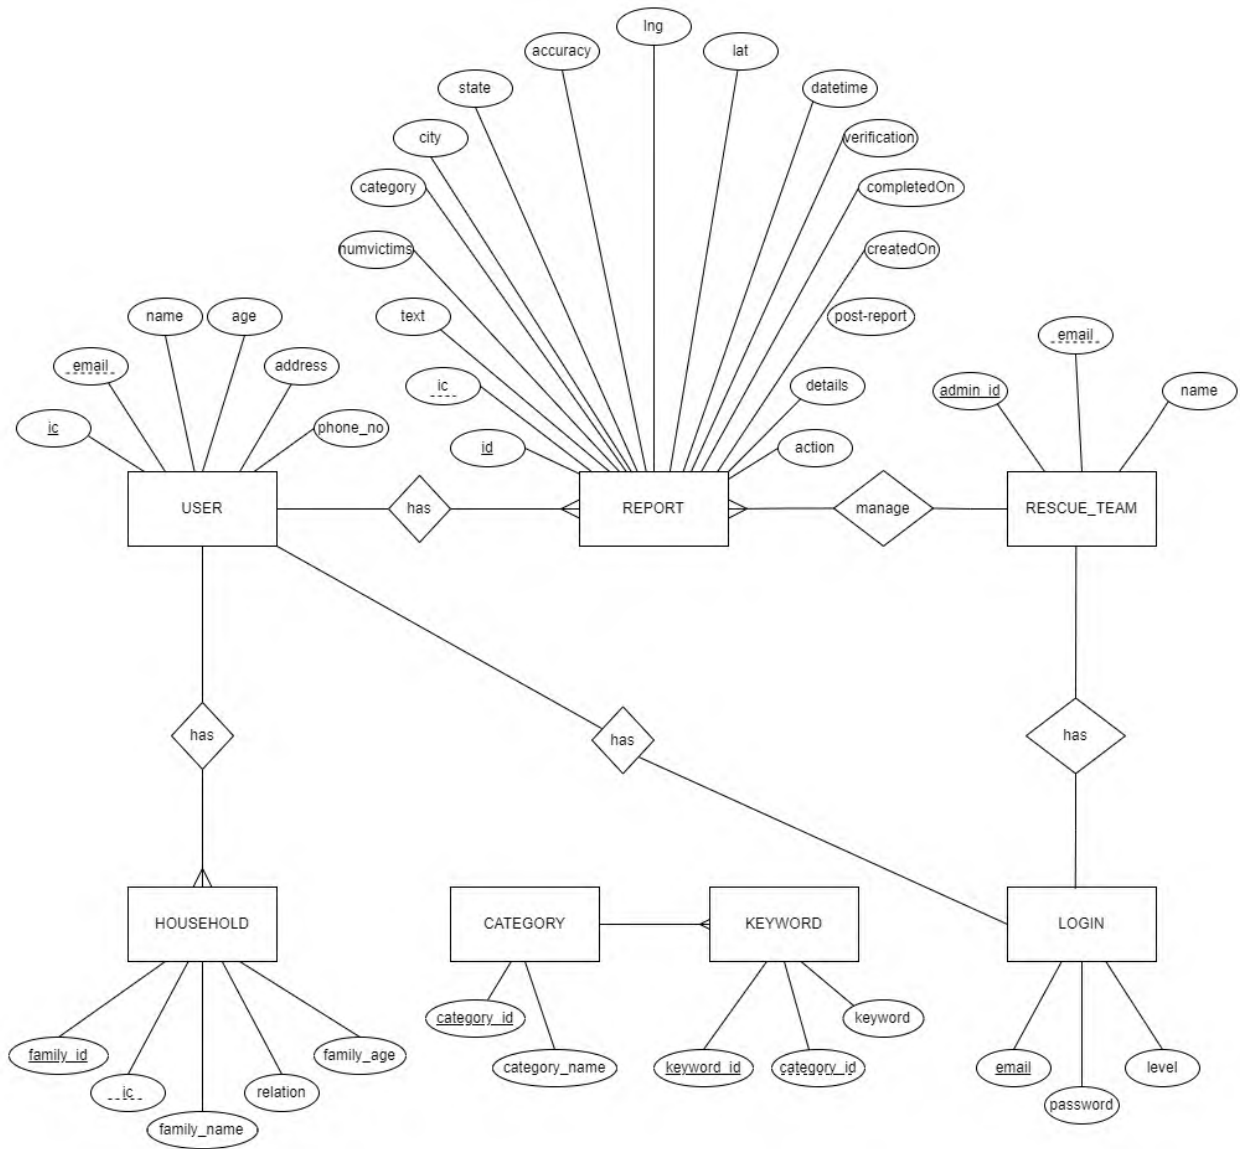 lng
accuracy
lat
state
datetime
city
verification
category
completedOn
numvictims
createdOn
name
age
text
post-report
email
address
email
ic
details
admin_id
name
ic
phone_no
id
action
USER
has
REPORT
manage
RESCUE_TEAM
has
has
has
HOUSEHOLD
CATEGORY
KEYWORD
LOGIN
category_id
keyword
family_id
family_age
category_name
keyword_id
category_id
email
level
ic
relation
password
family_name